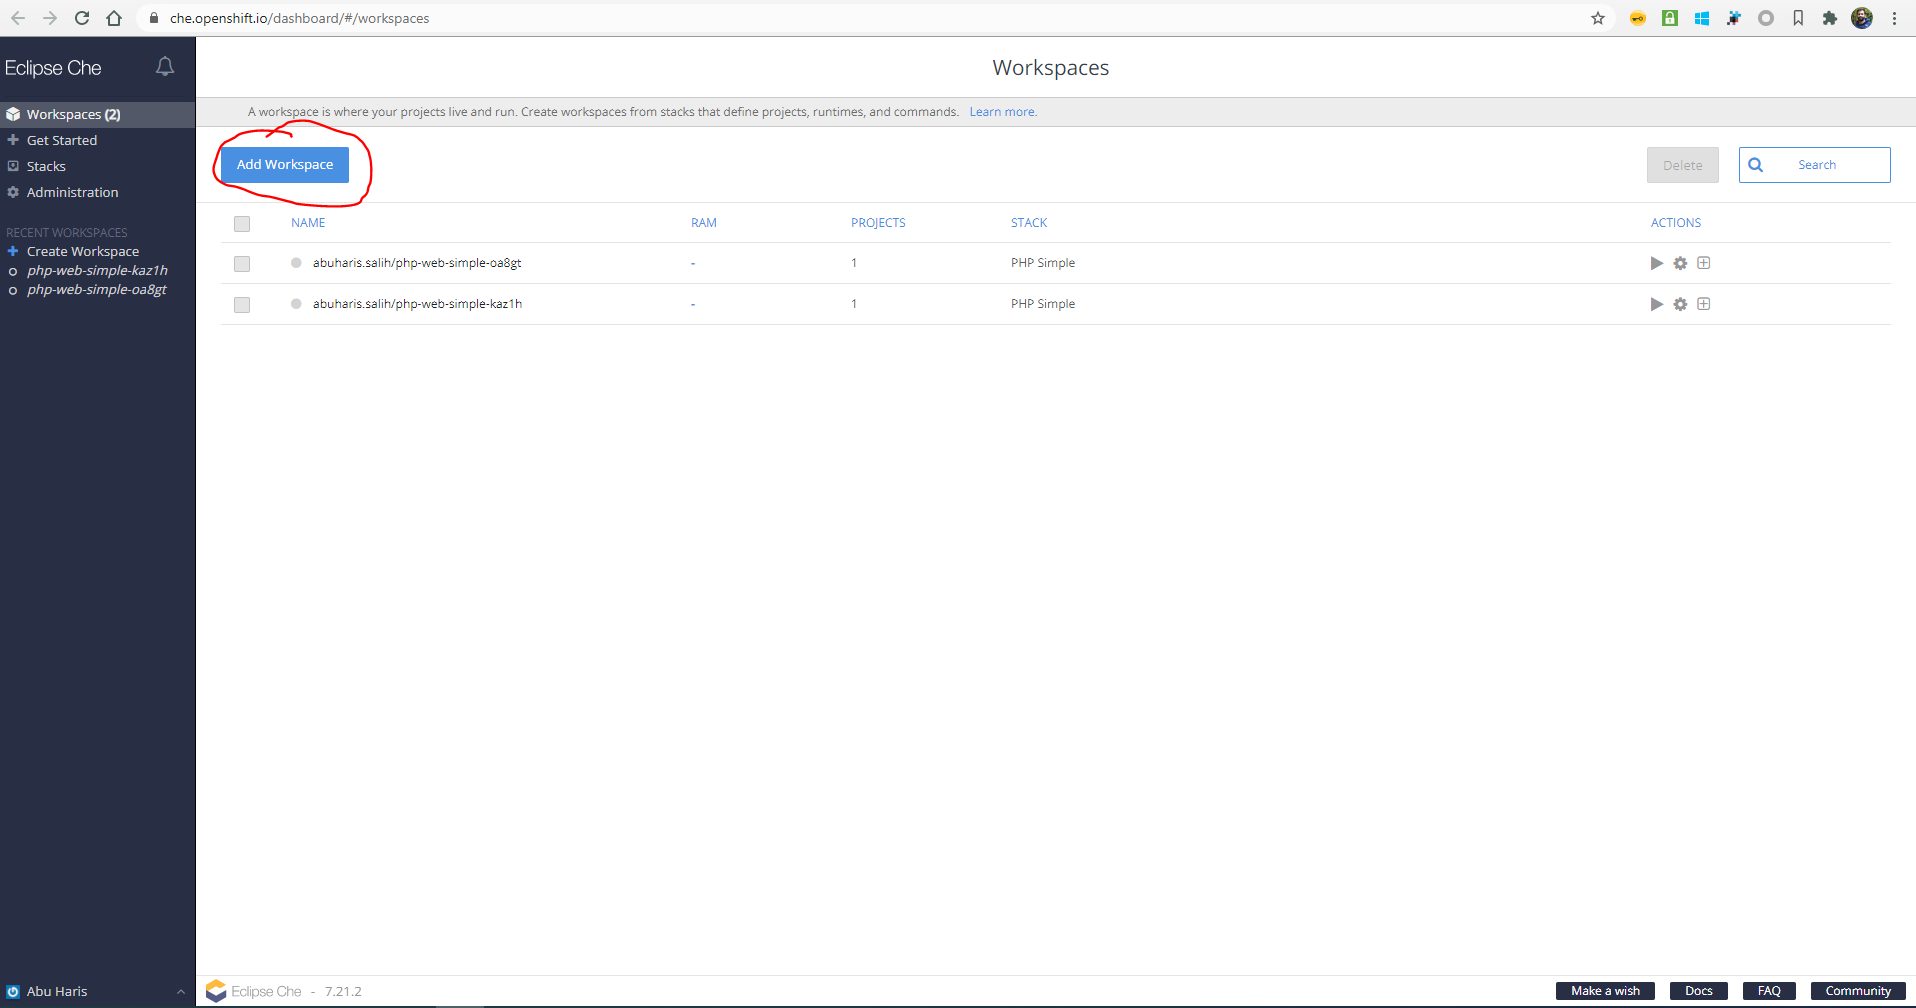 che.openshift.io/dashboard/#/workspaces
Eclipse Che
Workspaces (2)
Get Started
Stacks
Administration
RECENT WORKSPACES
Create Workspace
php-web-simple-kaz1h
php-web-simple-oa8gt
Abu Haris
Workspaces
A workspace is where your projects live and run. Create workspaces from stacks that define projects, runtimes, and commands. Learn more.
Add Workspace
Delete
Search
NAME RAM PROJECTS STACK ACTIONS
abuharis.salih/php-web-simple-oa8gt - 1 PHP Simple
abuharis.salih/php-web-simple-kaz1h - 1 PHP Simple
Eclipse Che - 7.21.2
Make a wish Docs FAQ Community